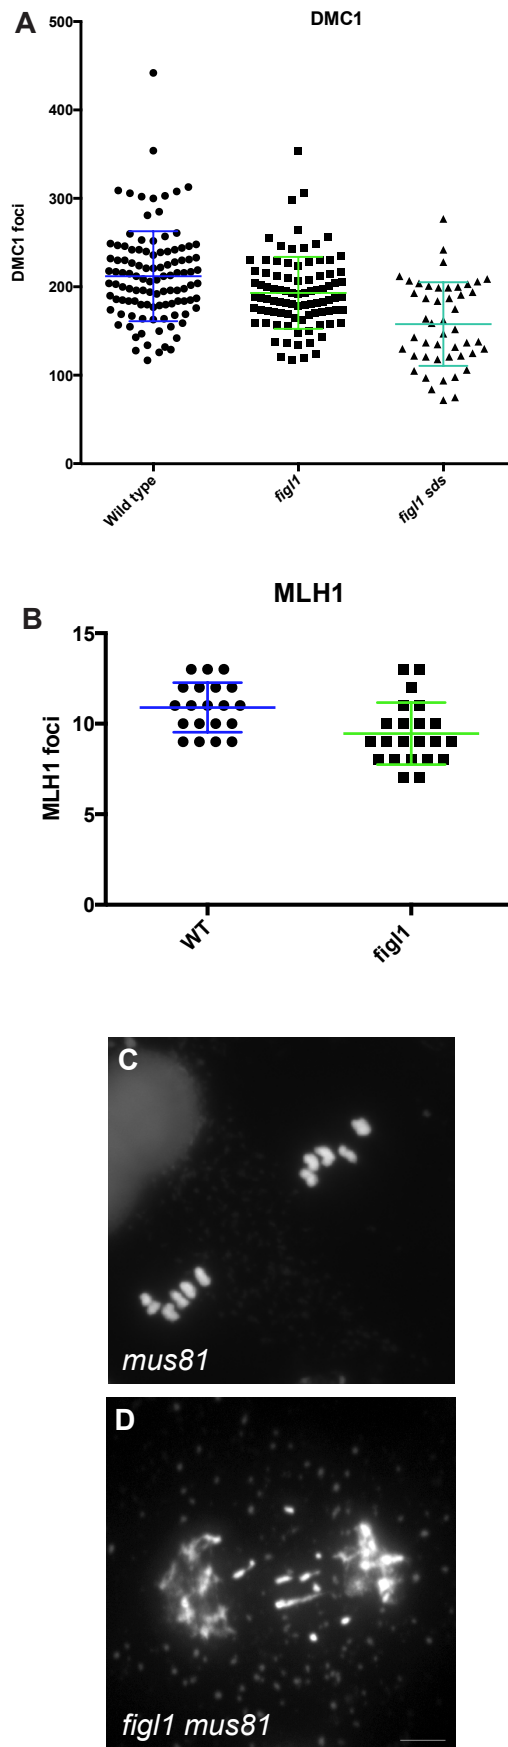 A
DMC1
500
400
300
200
100
0
DMC1 foci
Wild type
figl1
figl1 sds
B
MLH1
15
10
5
0
MLH1 foci
WT
figl1
C
mus81
D
figl1 mus81